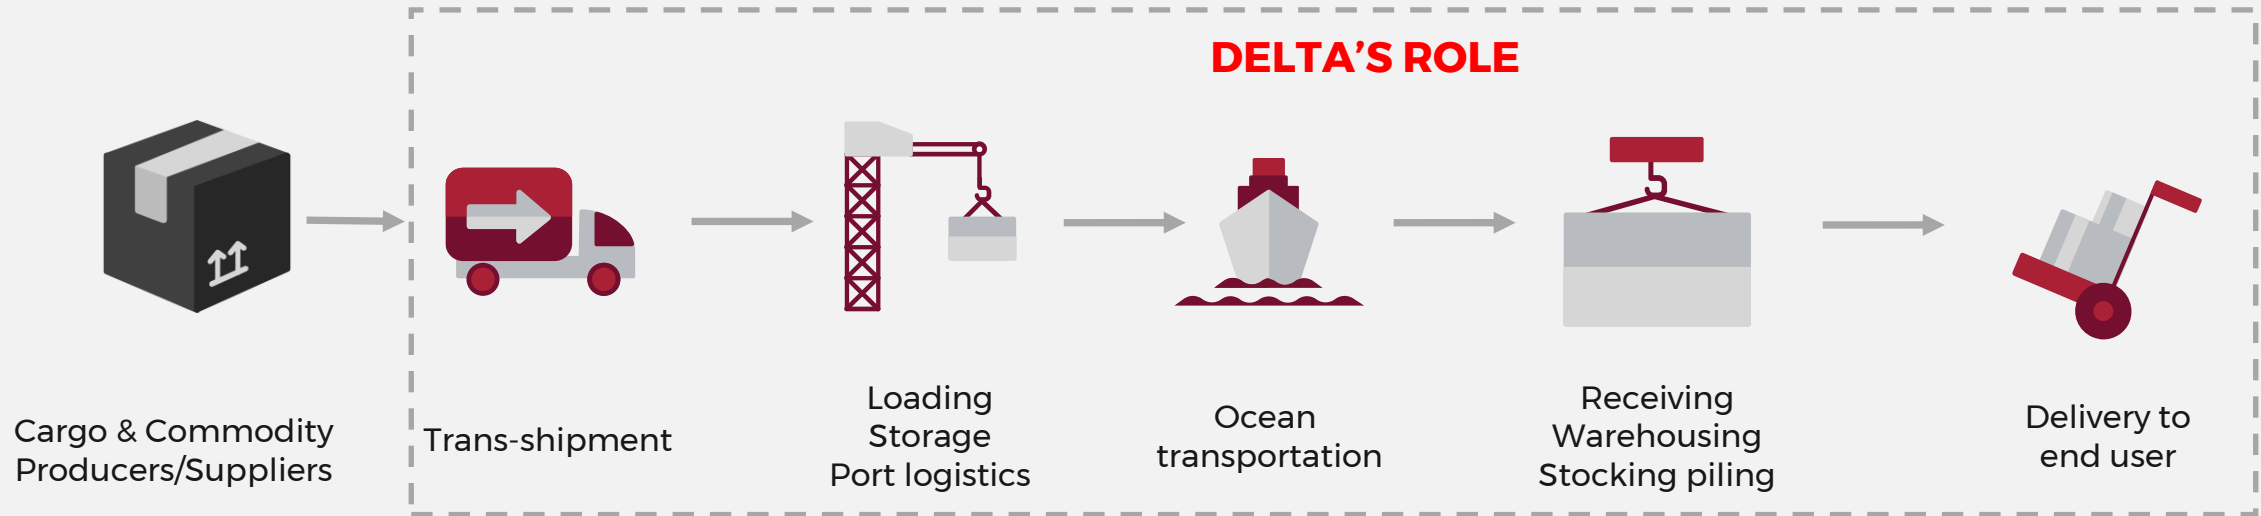 DELTA'S ROLE
Cargo & Commodity
Producers/Suppliers
Trans-shipment
Loading
Storage
Port logistics
Ocean
transportation
Receiving
Warehousing
Stocking piling
Delivery to
end user